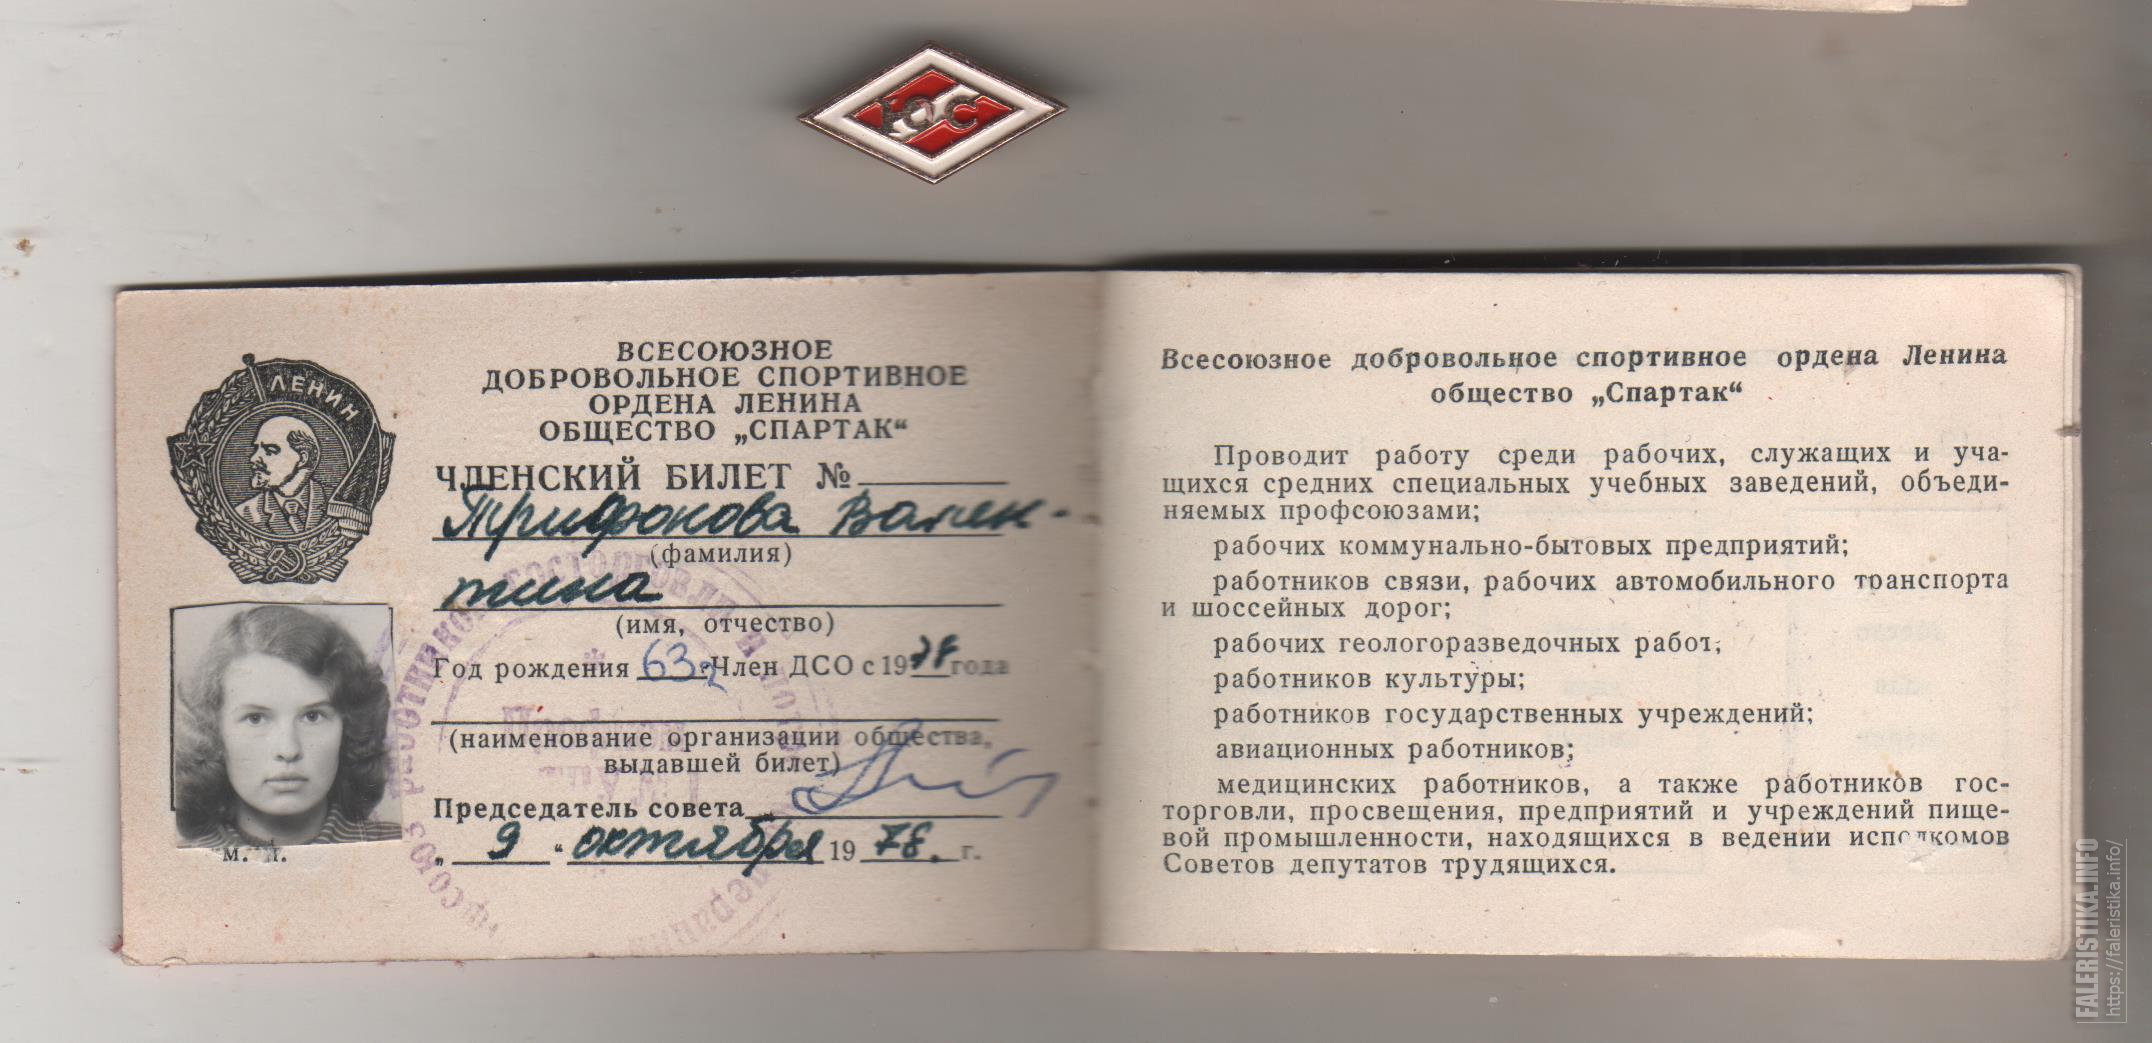 ЮС
ЛЕНИН
ВСЕСОЮЗНОЕ
ДОБРОВОЛЬНОЕ СПОРТИВНОЕ
ОРДЕНА ЛЕНИНА
ОБЩЕСТВО „СПАРТАК“
ЧЛЕНСКИЙ БИЛЕТ №
Трифонова Вален-
(фамилия)
тина
(имя, отчество)
Год рождения 63г. Член ДСО с 1978 года
(наименование организации общества,
выдавшей билет)
Председатель совета
„ 9 “ октября 1978. г.
М. П.
Всесоюзное добровольное спортивное ордена Ленина
общество „Спартак“
Проводит работу среди рабочих, служащих и уча-
щихся средних специальных учебных заведений, объеди-
няемых профсоюзами;
рабочих коммунально-бытовых предприятий;
работников связи, рабочих автомобильного транспорта
и шоссейных дорог;
рабочих геологоразведочных работ;
работников культуры;
работников государственных учреждений;
авиационных работников;
медицинских работников, а также работников гос-
торговли, просвещения, предприятий и учреждений пище-
вой промышленности, находящихся в ведении исполкомов
Советов депутатов трудящихся.
FALERISTIKA.INFO
https://faleristika.info/